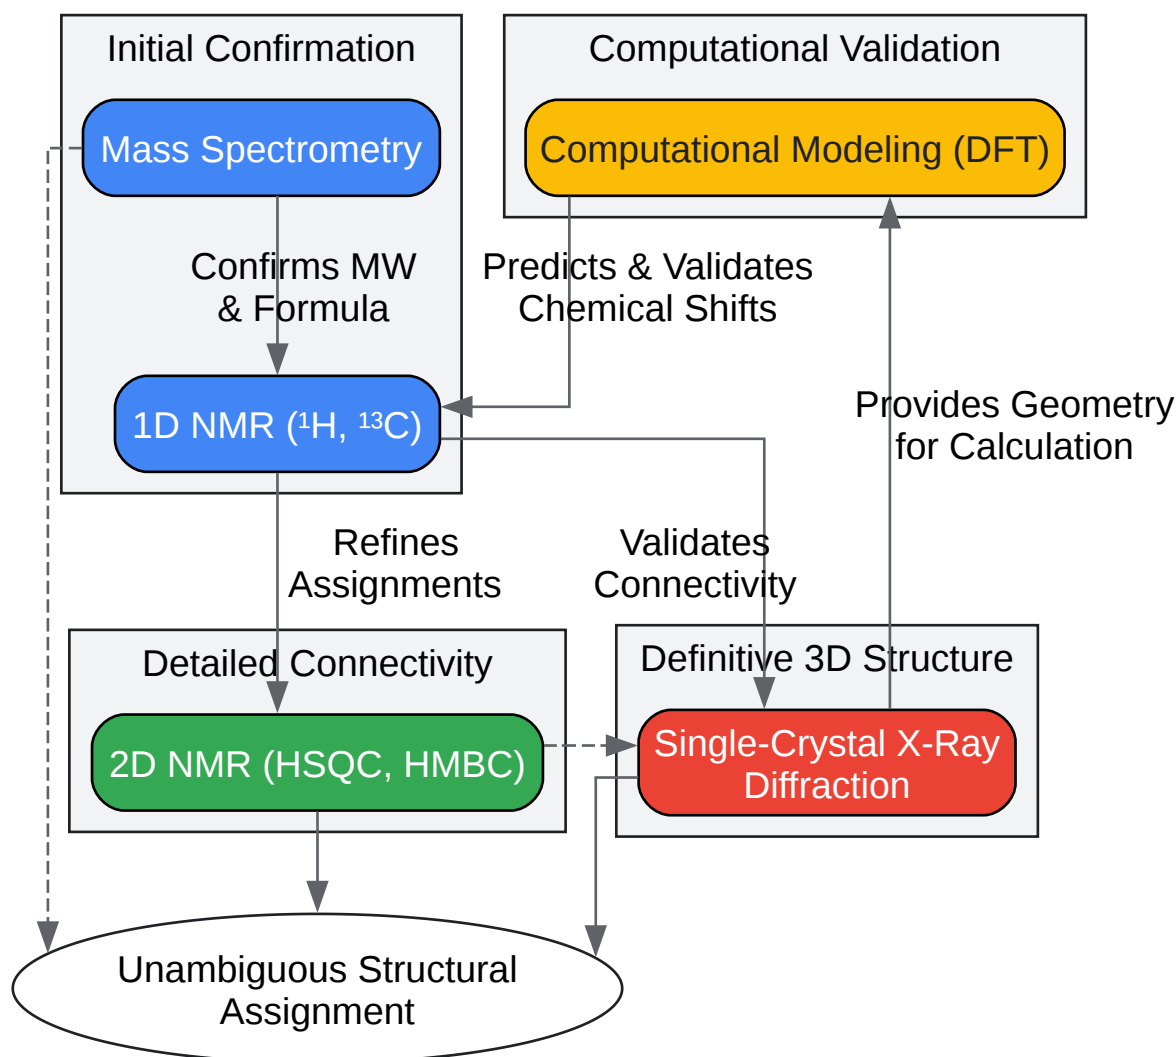 Initial Confirmation
Computational Validation
Mass Spectrometry
Computational Modeling (DFT)
Confirms MW
& Formula
Predicts & Validates
Chemical Shifts
1D NMR (¹H, ¹³C)
Provides Geometry
for Calculation
Refines
Assignments
Validates
Connectivity
Detailed Connectivity
Definitive 3D Structure
2D NMR (HSQC, HMBC)
Single-Crystal X-Ray
Diffraction
Unambiguous Structural
Assignment